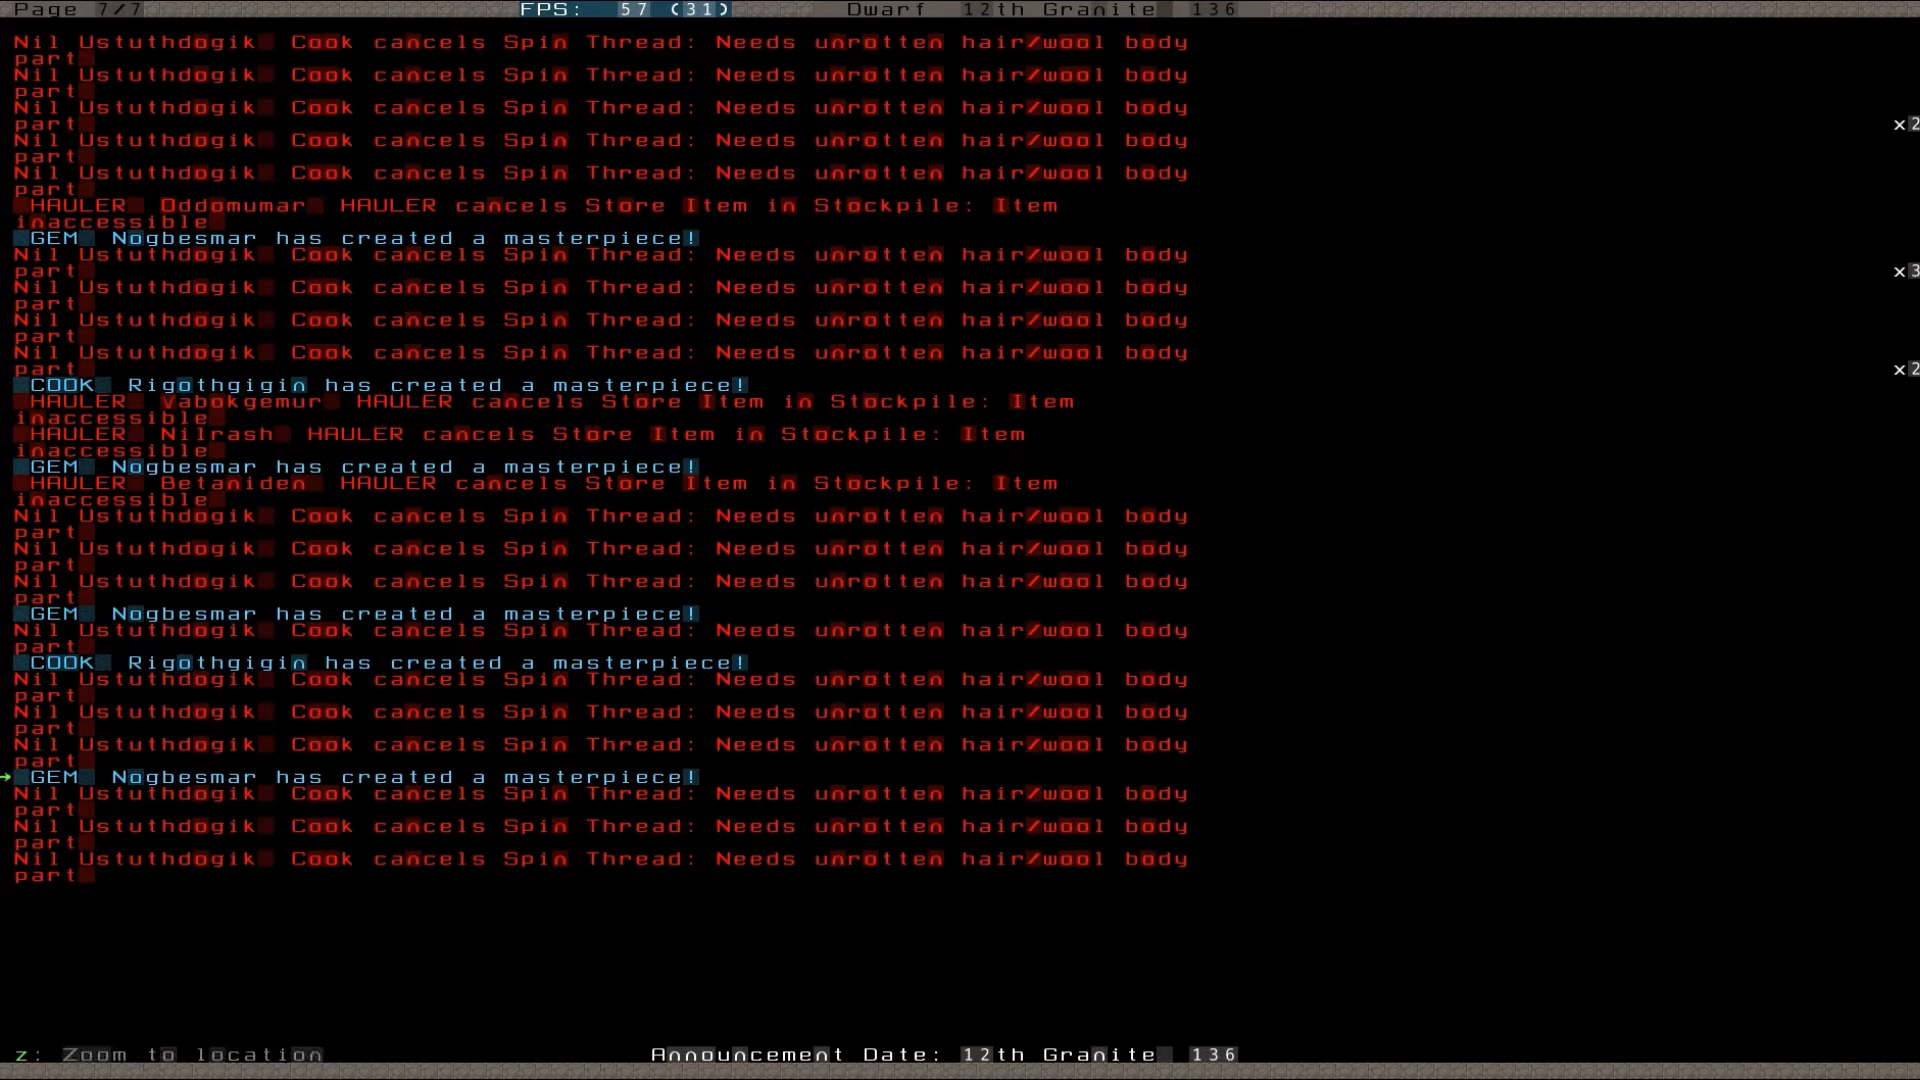 Page 7/7 FPS: 57 (31) Dwarf 12th Granite 136
Nil Ustuthdogik Cook cancels Spin Thread: Needs unrotten hair/wool body
part
Nil Ustuthdogik Cook cancels Spin Thread: Needs unrotten hair/wool body
part
Nil Ustuthdogik Cook cancels Spin Thread: Needs unrotten hair/wool body
part
x2
Nil Ustuthdogik Cook cancels Spin Thread: Needs unrotten hair/wool body
part
Nil Ustuthdogik Cook cancels Spin Thread: Needs unrotten hair/wool body
part
HAULER Oddomumar HAULER cancels Store Item in Stockpile: Item
inaccessible
GEM Nogbesmar has created a masterpiece!
Nil Ustuthdogik Cook cancels Spin Thread: Needs unrotten hair/wool body
part x3
Nil Ustuthdogik Cook cancels Spin Thread: Needs unrotten hair/wool body
part
Nil Ustuthdogik Cook cancels Spin Thread: Needs unrotten hair/wool body
part
Nil Ustuthdogik Cook cancels Spin Thread: Needs unrotten hair/wool body
part x2
COOK Rigothgigin has created a masterpiece!
HAULER Vabokgemur HAULER cancels Store Item in Stockpile: Item
inaccessible
HAULER Nilrash HAULER cancels Store Item in Stockpile: Item
inaccessible
GEM Nogbesmar has created a masterpiece!
HAULER Betaniden HAULER cancels Store Item in Stockpile: Item
inaccessible
Nil Ustuthdogik Cook cancels Spin Thread: Needs unrotten hair/wool body
part
Nil Ustuthdogik Cook cancels Spin Thread: Needs unrotten hair/wool body
part
Nil Ustuthdogik Cook cancels Spin Thread: Needs unrotten hair/wool body
part
GEM Nogbesmar has created a masterpiece!
Nil Ustuthdogik Cook cancels Spin Thread: Needs unrotten hair/wool body
part
COOK Rigothgigin has created a masterpiece!
Nil Ustuthdogik Cook cancels Spin Thread: Needs unrotten hair/wool body
part
Nil Ustuthdogik Cook cancels Spin Thread: Needs unrotten hair/wool body
part
Nil Ustuthdogik Cook cancels Spin Thread: Needs unrotten hair/wool body
part
→ GEM Nogbesmar has created a masterpiece!
Nil Ustuthdogik Cook cancels Spin Thread: Needs unrotten hair/wool body
part
Nil Ustuthdogik Cook cancels Spin Thread: Needs unrotten hair/wool body
part
Nil Ustuthdogik Cook cancels Spin Thread: Needs unrotten hair/wool body
part
z: Zoom to location Announcement Date: 12th Granite 136